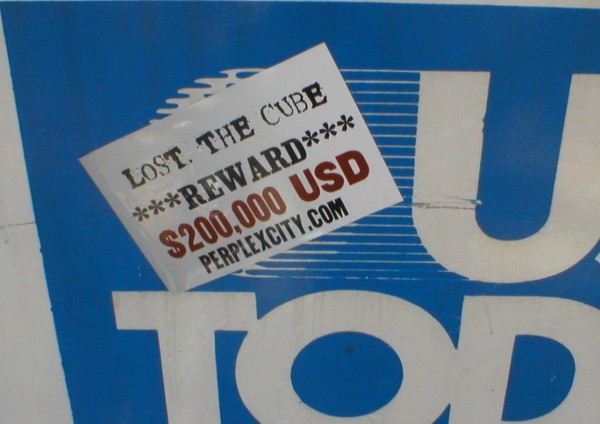 LOST. THE CUBE
***REWARD***
$200,000 USD
PERPLEXCITY.COM
U
TOD